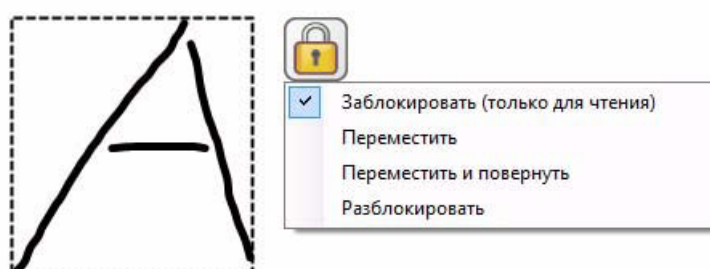 A
Заблокировать (только для чтения)
Переместить
Переместить и повернуть
Разблокировать